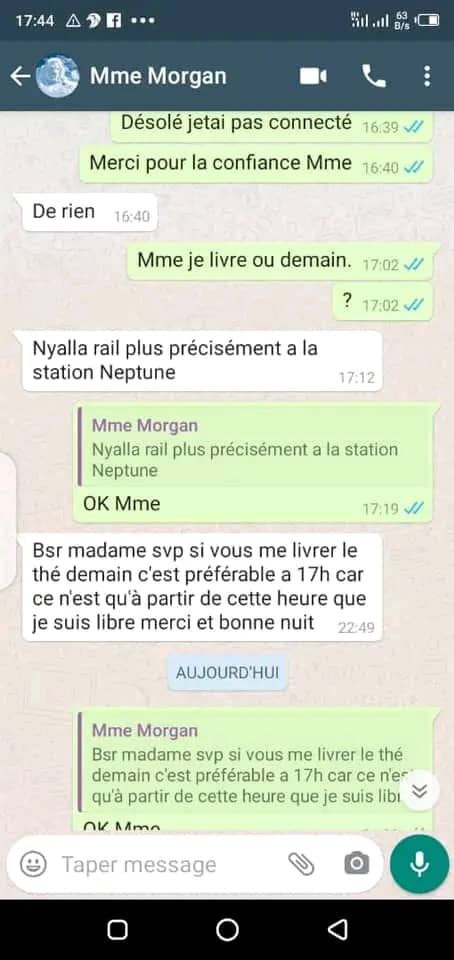 17:44
63
B/s
Mme Morgan
Désolé jetai pas connecté 16:39
Merci pour la confiance Mme 16:40
De rien 16:40
Mme je livre ou demain. 17:02
? 17:02
Nyalla rail plus précisément a la
station Neptune 17:12
Mme Morgan
Nyalla rail plus précisément a la station
Neptune
OK Mme 17:19
Bsr madame svp si vous me livrer le
thé demain c'est préférable a 17h car
ce n'est qu'à partir de cette heure que
je suis libre merci et bonne nuit 22:49
AUJOURD'HUI
Mme Morgan
Bsr madame svp si vous me livrer le thé
demain c'est préférable a 17h car ce n'es
qu'à partir de cette heure que je suis lib
OK Mme
Taper message